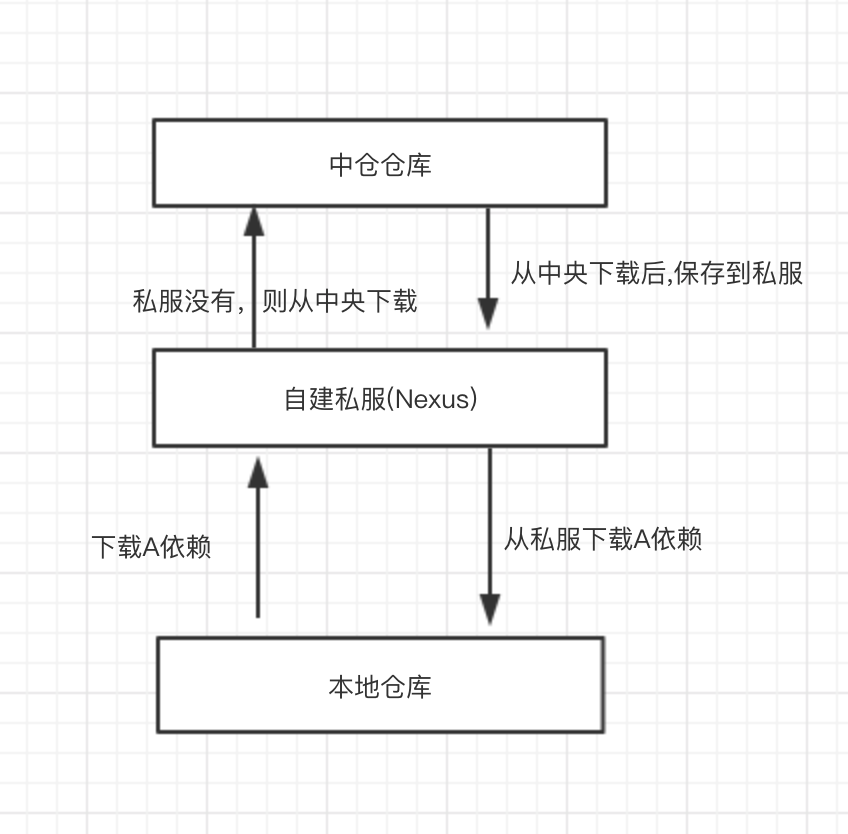 中仓仓库
从中央下载后,保存到私服
私服没有，则从中央下载
自建私服(Nexus)
下载A依赖
从私服下载A依赖
本地仓库